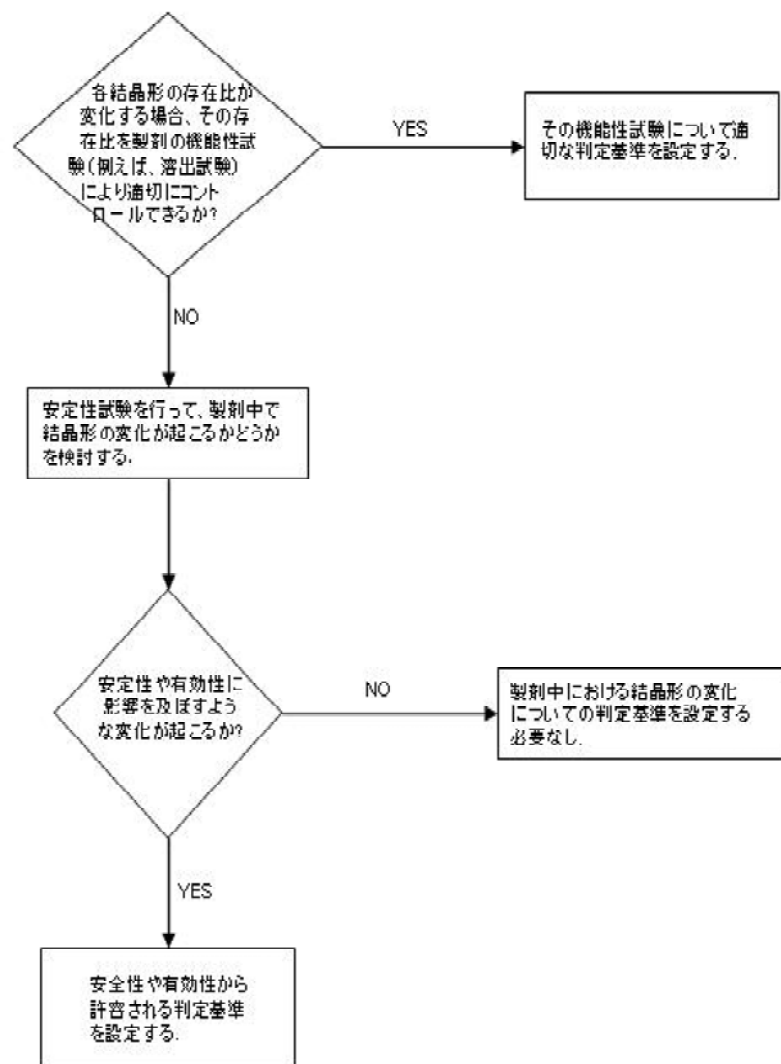 各結晶形の存在比が
変化する場合、その存
在比を製剤の機能性試
験(例えば、溶出試験)
により適切にコント
ロールできるか?
YES
その機能性試験について適
切な判定基準を設定する.
NO
安定性試験を行って、製剤中で
結晶形の変化が起こるかどうか
を検討する.
安定性や有効性に
影響を及ぼすよう
な変化が起こるか?
NO
製剤中における結晶形の変化
についての判定基準を設定する
必要なし.
YES
安全性や有効性から
許容される判定基準
を設定する.